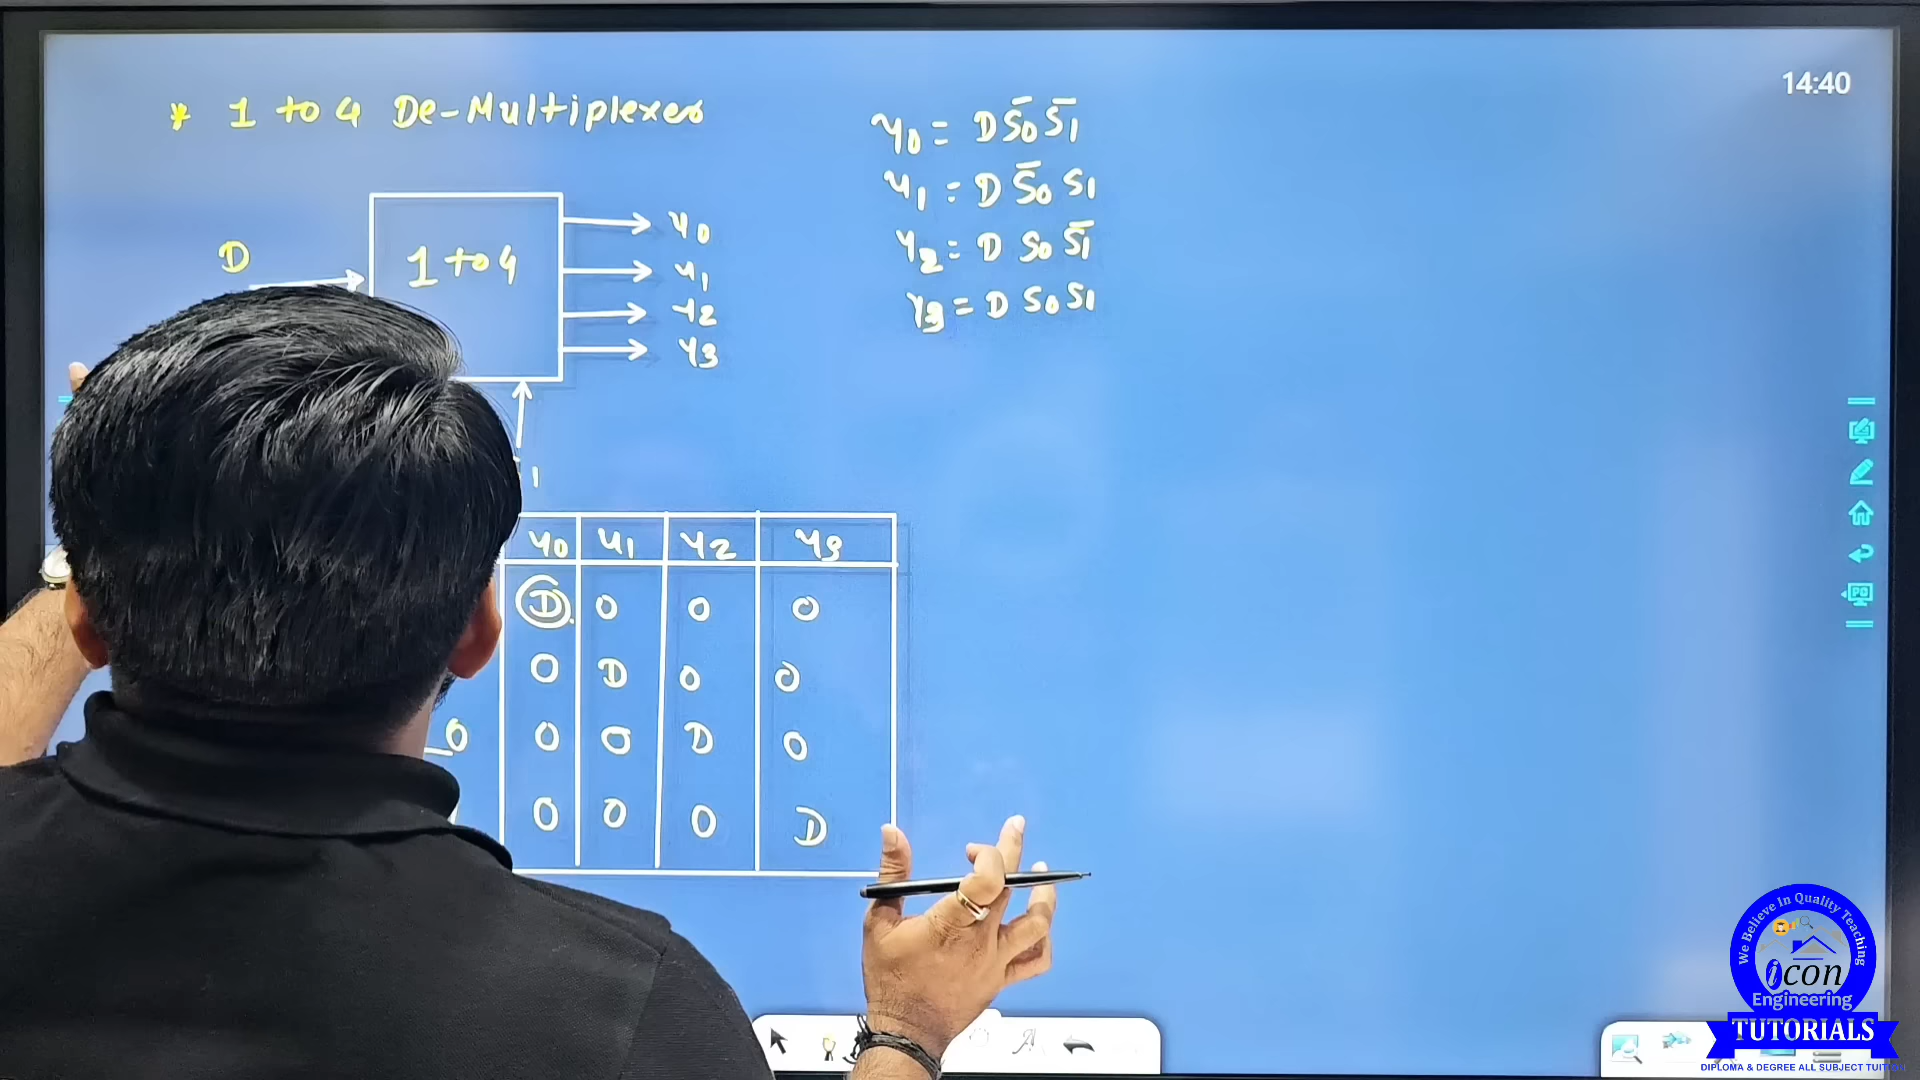 14:40
* 1 to 4 De-Multiplexer
D
1 to 4
Y0
Y1
Y2
Y3
1
Y0 = D S̅0 S̅1
Y1 = D S̅0 S1
Y2 = D S0 S̅1
Y3 = D S0 S1
Y0 Y1 Y2 Y3
D 0 0 0
0 D 0 0
0 0 0 D 0
0 0 0 D
We Believe In Quality Teaching
icon
Engineering
TUTORIALS
DIPLOMA & DEGREE ALL SUBJECT TUITION